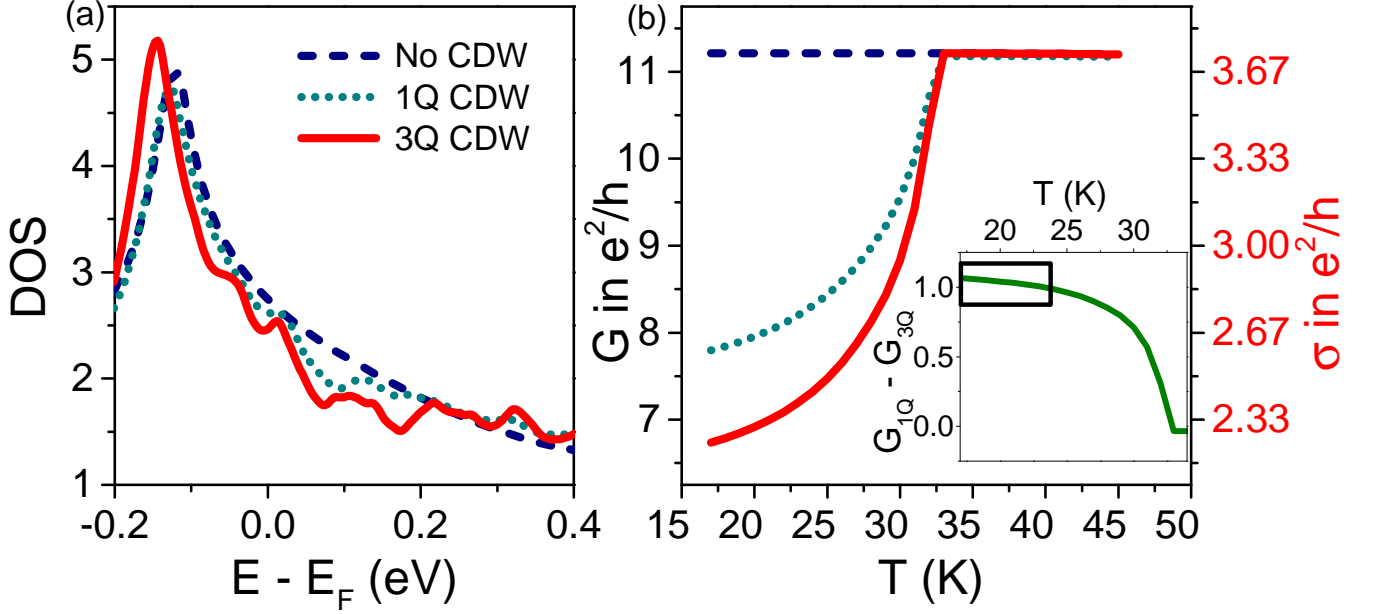 (a)
5
4
3
2
1
DOS
No CDW
1Q CDW
3Q CDW
-0.2
0.0
0.2
0.4
E - E_F (eV)
(b)
11
10
9
8
7
G in e²/h
15
20
25
30
35
40
45
50
T (K)
3.67
3.33
3.00
2.67
2.33
σ in e²/h
T (K)
20
25
30
1.0
0.5
0.0
G_1Q - G_3Q